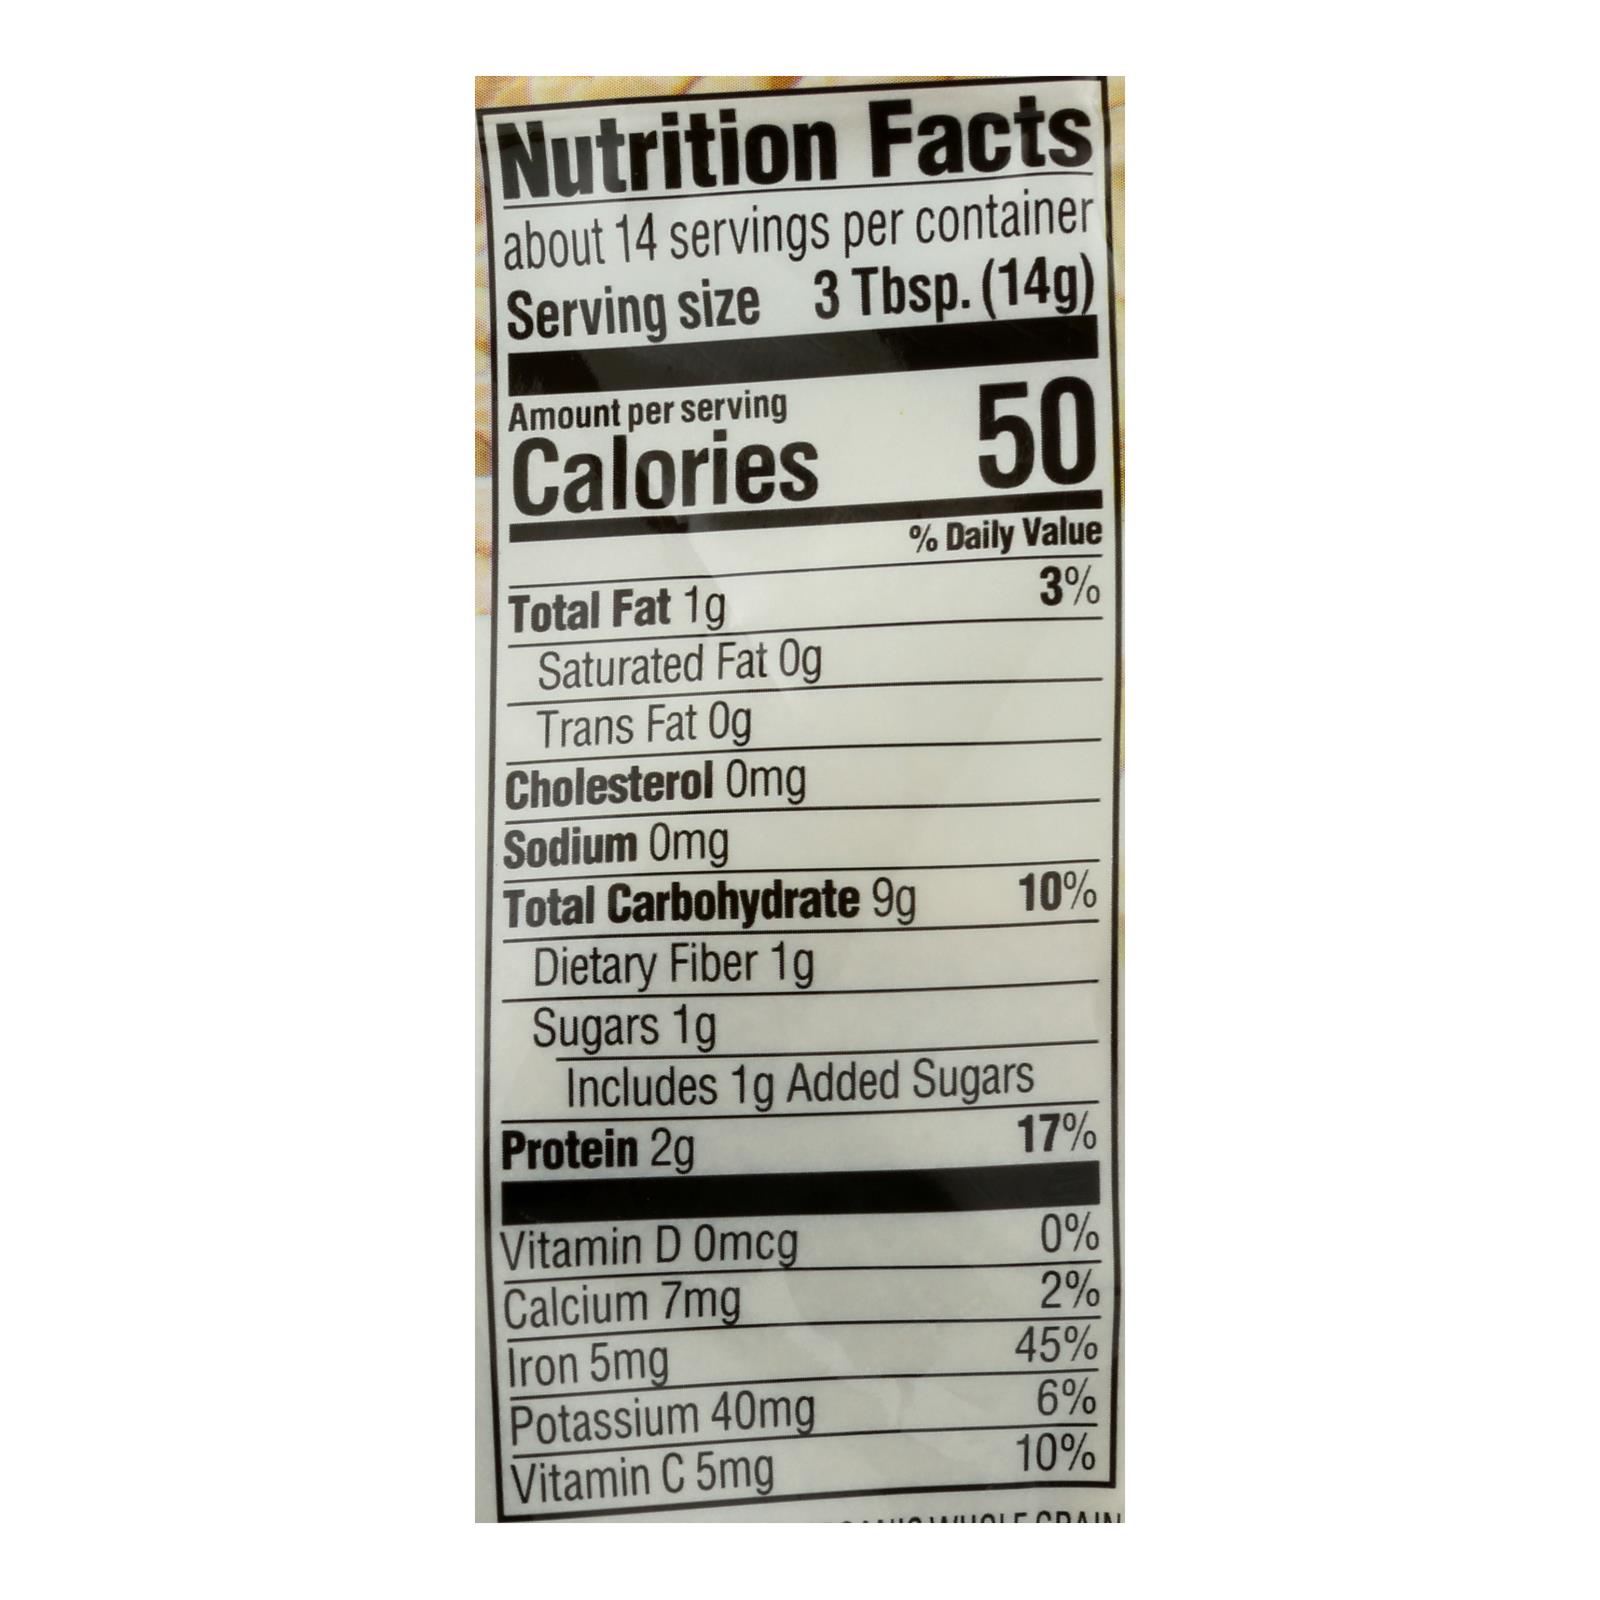 Nutrition Facts
about 14 servings per container
Serving size 3 Tbsp. (14g)
Amount per serving
Calories 50
% Daily Value
Total Fat 1g 3%
Saturated Fat 0g
Trans Fat 0g
Cholesterol 0mg
Sodium 0mg
Total Carbohydrate 9g 10%
Dietary Fiber 1g
Sugars 1g
Includes 1g Added Sugars
Protein 2g 17%
Vitamin D 0mcg 0%
Calcium 7mg 2%
Iron 5mg 45%
Potassium 40mg 6%
Vitamin C 5mg 10%
WHOLE GRAIN